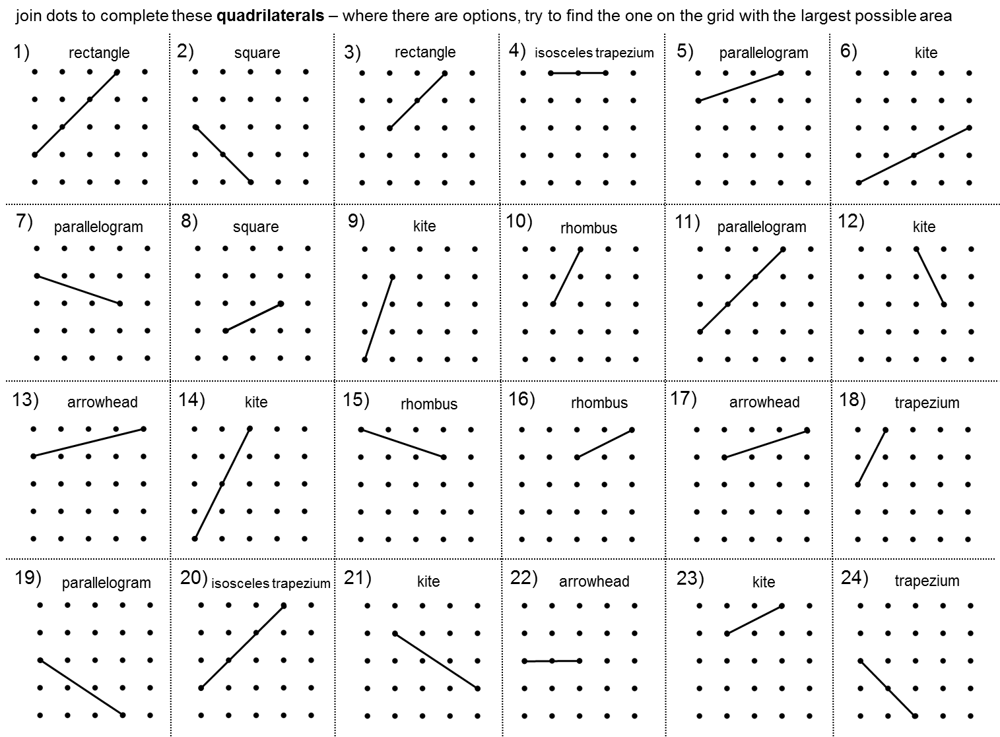 join dots to complete these quadrilaterals – where there are options, try to find the one on the grid with the largest possible area
1) rectangle
2) square
3) rectangle
4) isosceles trapezium
5) parallelogram
6) kite
7) parallelogram
8) square
9) kite
10) rhombus
11) parallelogram
12) kite
13) arrowhead
14) kite
15) rhombus
16) rhombus
17) arrowhead
18) trapezium
19) parallelogram
20) isosceles trapezium
21) kite
22) arrowhead
23) kite
24) trapezium